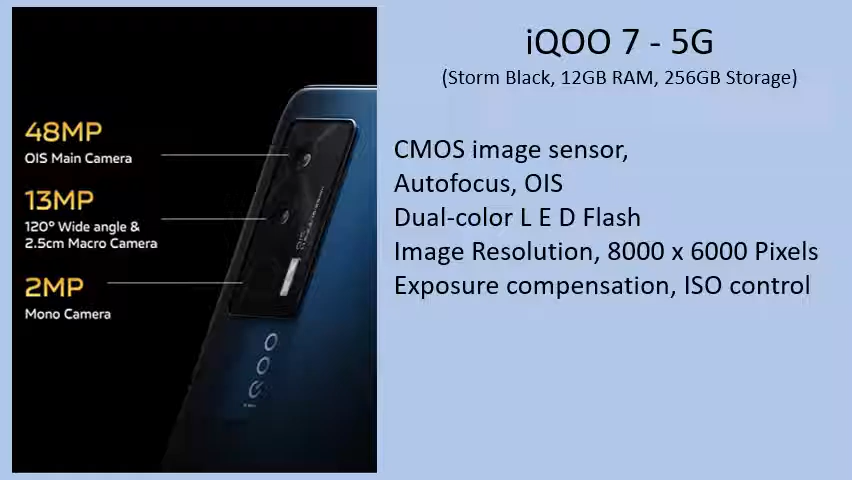 iQOO 7 - 5G
(Storm Black, 12GB RAM, 256GB Storage)
48MP
OIS Main Camera
13MP
120° Wide angle &
2.5cm Macro Camera
2MP
Mono Camera
iQOO
CMOS image sensor,
Autofocus, OIS
Dual-color L E D Flash
Image Resolution, 8000 x 6000 Pixels
Exposure compensation, ISO control